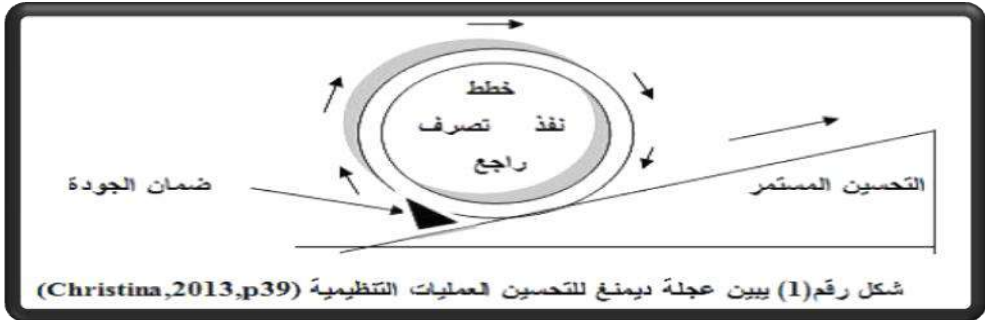 خطط
نفذ تصرف
راجع
ضمان الجودة
التحسين المستمر
شكل رقم(1) يبين عجلة ديمنغ للتحسين العمليات التنظيمية (Christina,2013,p39)